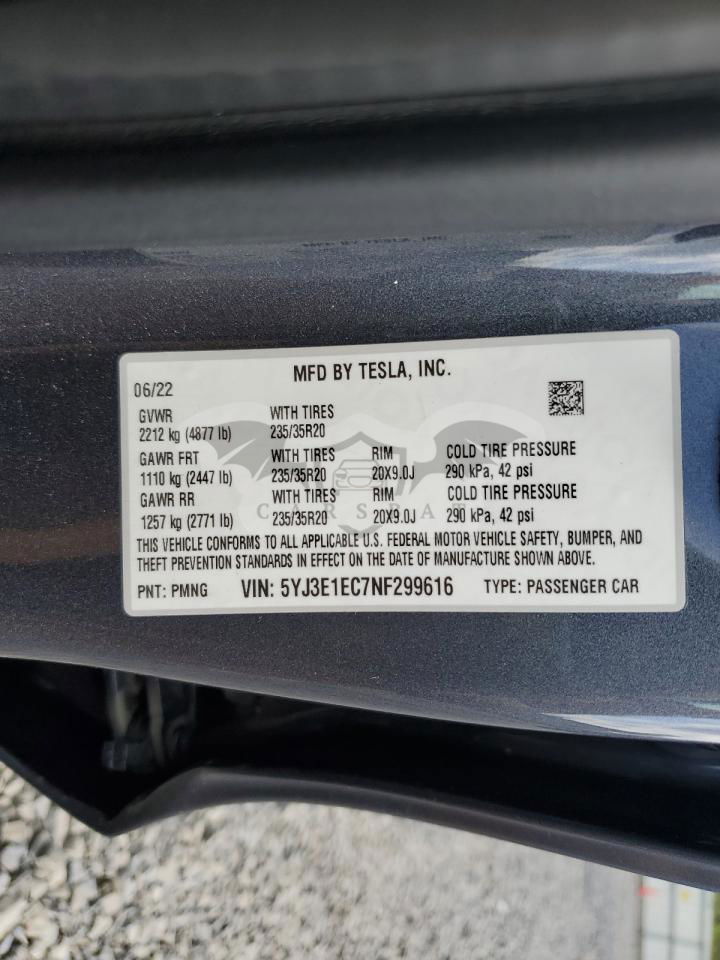 MFD BY TESLA, INC.
06/22
GVWR WITH TIRES
2212 kg (4877 lb) 235/35R20
GAWR FRT WITH TIRES RIM COLD TIRE PRESSURE
1110 kg (2447 lb) 235/35R20 20X9.0J 290 kPa, 42 psi
GAWR RR WITH TIRES RIM COLD TIRE PRESSURE
1257 kg (2771 lb) 235/35R20 20X9.0J 290 kPa, 42 psi
THIS VEHICLE CONFORMS TO ALL APPLICABLE U.S. FEDERAL MOTOR VEHICLE SAFETY, BUMPER, AND
THEFT PREVENTION STANDARDS IN EFFECT ON THE DATE OF MANUFACTURE SHOWN ABOVE.
PNT: PMNG VIN: 5YJ3E1EC7NF299616 TYPE: PASSENGER CAR